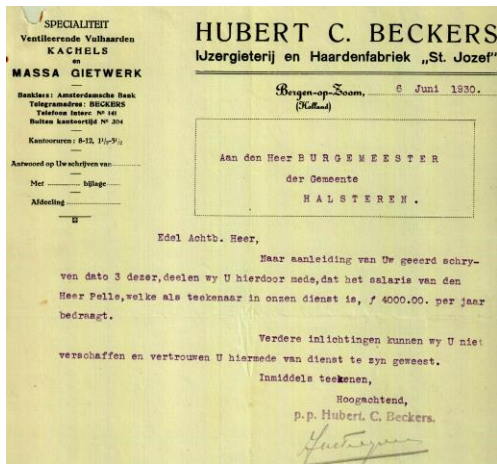 SPECIALITEIT
Ventileerende Vulhaarden
KACHELS
en
MASSA GIETWERK
Bankiers: Amsterdamsche Bank
Telegramadres: BECKERS
Telefoon Interc. Nº 141
Buiten kantoortijd Nº 304
Kantooruren: 8-12, 1½-5½
Antwoord op Uw schrijven van
Met bijlage
Afdeeling
HUBERT C. BECKERS
IJzergieterij en Haardenfabriek „St. Jozef"
Bergen-op-Zoom, 6 Juni 1930.
(Holland)
Aan den Heer BURGEMEESTER
der Gemeente
HALSTEREN.
Edel Achtb. Heer,
Naar aanleiding van Uw geeerd schry-
ven dato 3 dezer,deelen wy U hierdoor mede,dat het salaris van den
Heer Pelle,welke als teekenaar in onzen dienst is, ƒ 4000.00. per jaar
bedraagt.
Verdere inlichtingen kunnen wy U niet
verschaffen en vertrouwen U hiermede van dienst te zyn geweest.
Inmiddels teekenen,
Hoogachtend,
p.p. Hubert. C. Beckers.